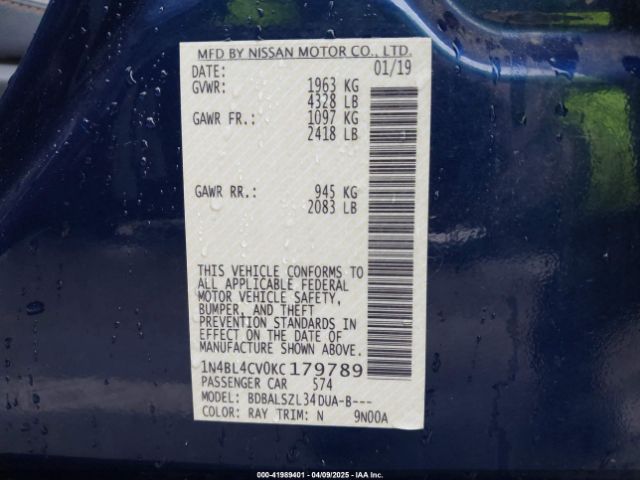 MFD BY NISSAN MOTOR CO., LTD.
DATE: 01/19
GVWR: 1963 KG
4328 LB
GAWR FR.: 1097 KG
2418 LB
GAWR RR.: 945 KG
2083 LB
THIS VEHICLE CONFORMS TO
ALL APPLICABLE FEDERAL
MOTOR VEHICLE SAFETY,
BUMPER, AND THEFT
PREVENTION STANDARDS IN
EFFECT ON THE DATE OF
MANUFACTURE SHOWN ABOVE.
1N4BL4CV0KC179789
PASSENGER CAR 574
MODEL: BDBALSZL34DUA-B---
COLOR: RAY TRIM: N 9N00A
000-41989401 - 04/09/2025 - IAAC